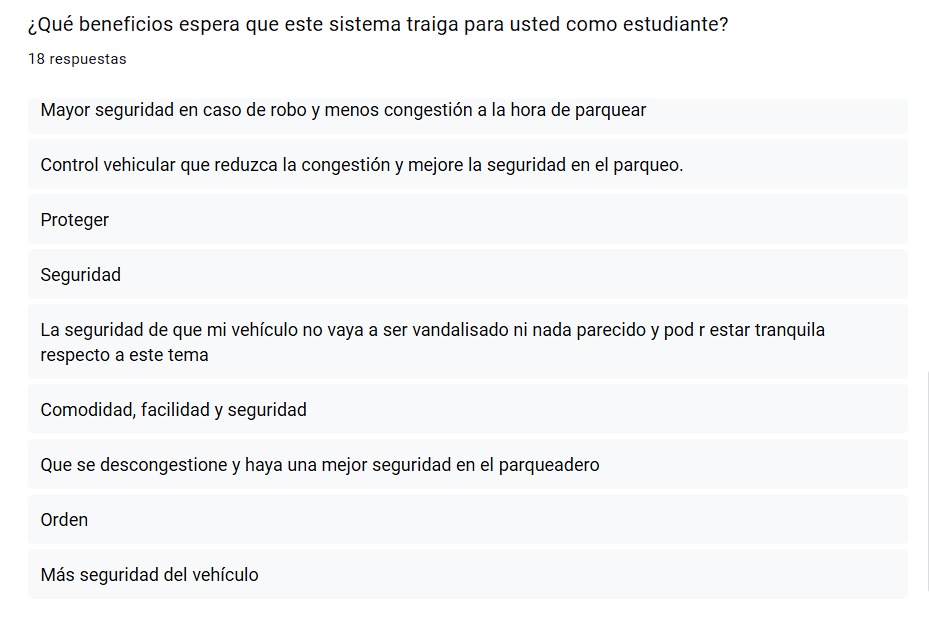 ¿Qué beneficios espera que este sistema traiga para usted como estudiante?
18 respuestas
Mayor seguridad en caso de robo y menos congestión a la hora de parquear
Control vehicular que reduzca la congestión y mejore la seguridad en el parqueo.
Proteger
Seguridad
La seguridad de que mi vehículo no vaya a ser vandalisado ni nada parecido y pod r estar tranquila
respecto a este tema
Comodidad, facilidad y seguridad
Que se descongestione y haya una mejor seguridad en el parqueadero
Orden
Más seguridad del vehículo